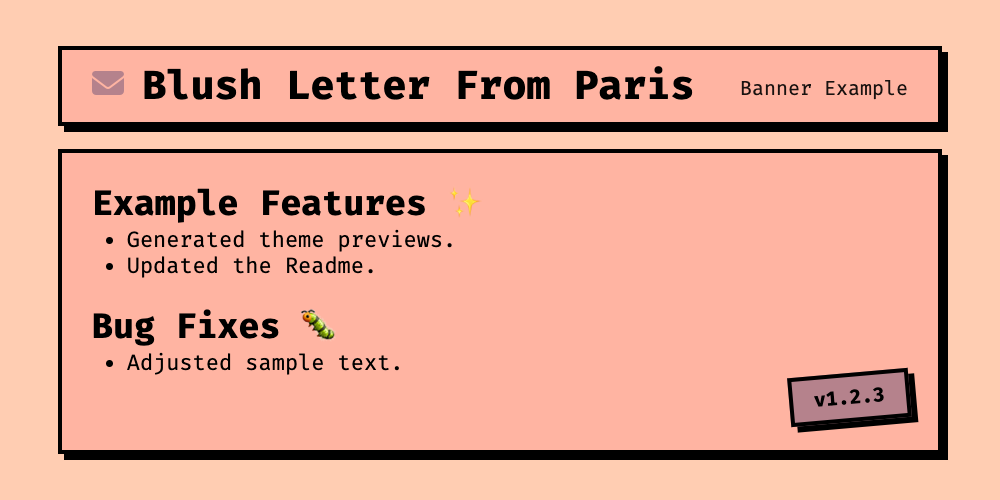 Blush Letter From Paris
Banner Example
Example Features ✨
• Generated theme previews.
• Updated the Readme.
Bug Fixes 🐛
• Adjusted sample text.
v1.2.3